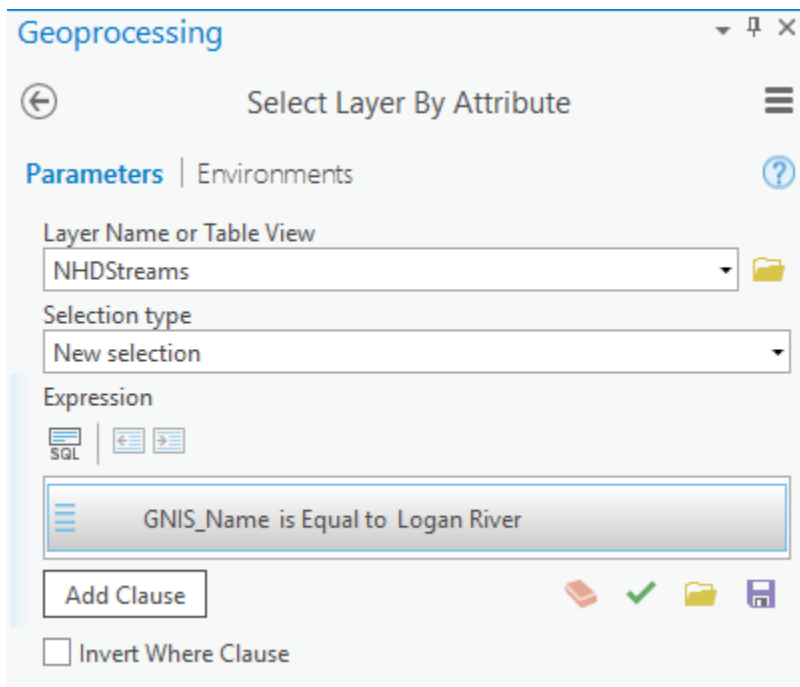 Geoprocessing
Select Layer By Attribute
Parameters | Environments
?
Layer Name or Table View
NHDStreams
Selection type
New selection
Expression
SQL
GNIS_Name is Equal to Logan River
Add Clause
Invert Where Clause